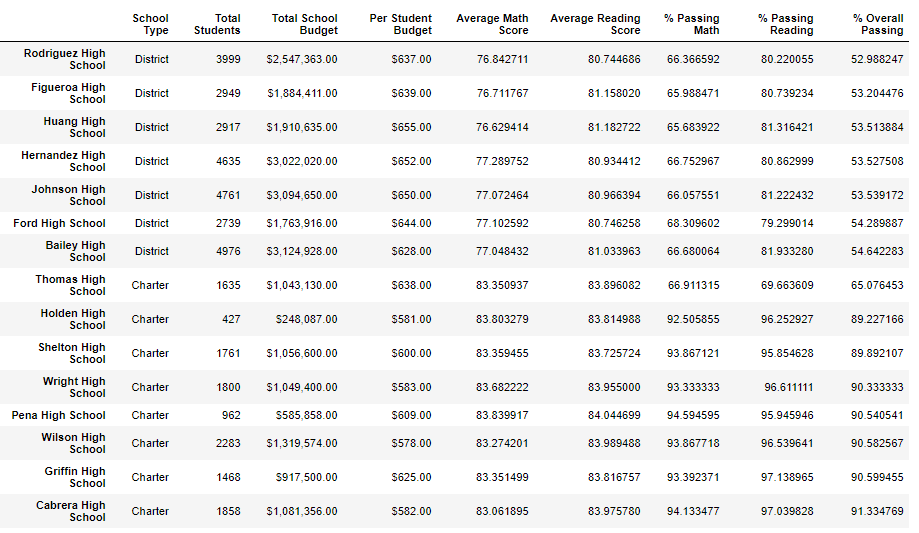 School Type Total Students Total School Budget Per Student Budget Average Math Score Average Reading Score % Passing Math % Passing Reading % Overall Passing
Rodriguez High School District 3999 $2,547,363.00 $637.00 76.842711 80.744686 66.366592 80.220055 52.988247
Figueroa High School District 2949 $1,884,411.00 $639.00 76.711767 81.158020 65.988471 80.739234 53.204476
Huang High School District 2917 $1,910,635.00 $655.00 76.629414 81.182722 65.683922 81.316421 53.513884
Hernandez High School District 4635 $3,022,020.00 $652.00 77.289752 80.934412 66.752967 80.862999 53.527508
Johnson High School District 4761 $3,094,650.00 $650.00 77.072464 80.966394 66.057551 81.222432 53.539172
Ford High School District 2739 $1,763,916.00 $644.00 77.102592 80.746258 68.309602 79.299014 54.289887
Bailey High School District 4976 $3,124,928.00 $628.00 77.048432 81.033963 66.680064 81.933280 54.642283
Thomas High School Charter 1635 $1,043,130.00 $638.00 83.350937 83.896082 66.911315 69.663609 65.076453
Holden High School Charter 427 $248,087.00 $581.00 83.803279 83.814988 92.505855 96.252927 89.227166
Shelton High School Charter 1761 $1,056,600.00 $600.00 83.359455 83.725724 93.867121 95.854628 89.892107
Wright High School Charter 1800 $1,049,400.00 $583.00 83.682222 83.955000 93.333333 96.611111 90.333333
Pena High School Charter 962 $585,858.00 $609.00 83.839917 84.044699 94.594595 95.945946 90.540541
Wilson High School Charter 2283 $1,319,574.00 $578.00 83.274201 83.989488 93.867718 96.539641 90.582567
Griffin High School Charter 1468 $917,500.00 $625.00 83.351499 83.816757 93.392371 97.138965 90.599455
Cabrera High School Charter 1858 $1,081,356.00 $582.00 83.061895 83.975780 94.133477 97.039828 91.334769